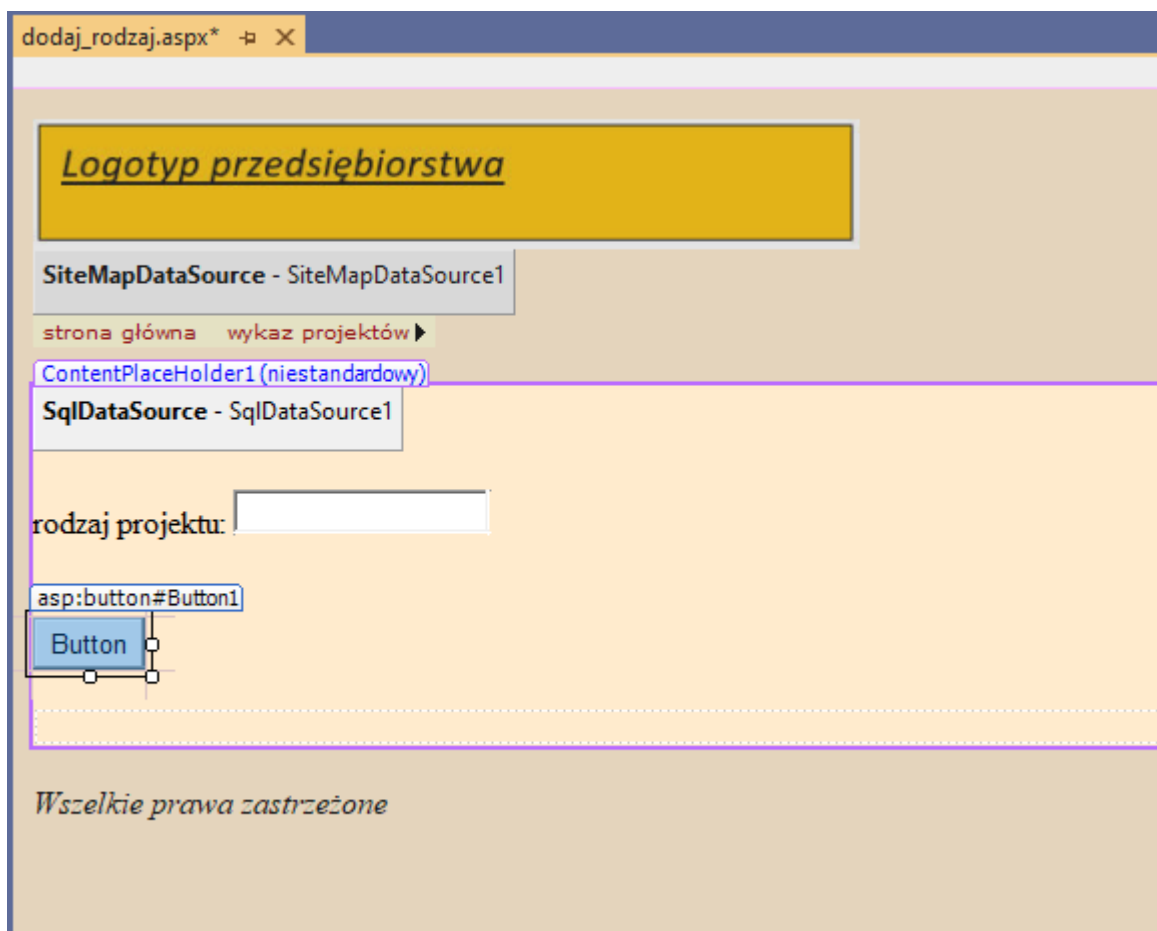 dodaj_rodzaj.aspx*
Logotyp przedsiębiorstwa
SiteMapDataSource - SiteMapDataSource1
strona główna wykaz projektów
ContentPlaceHolder1 (niestandardowy)
SqlDataSource - SqlDataSource1
rodzaj projektu:
asp:button#Button1
Button
Wszelkie prawa zastrzeżone